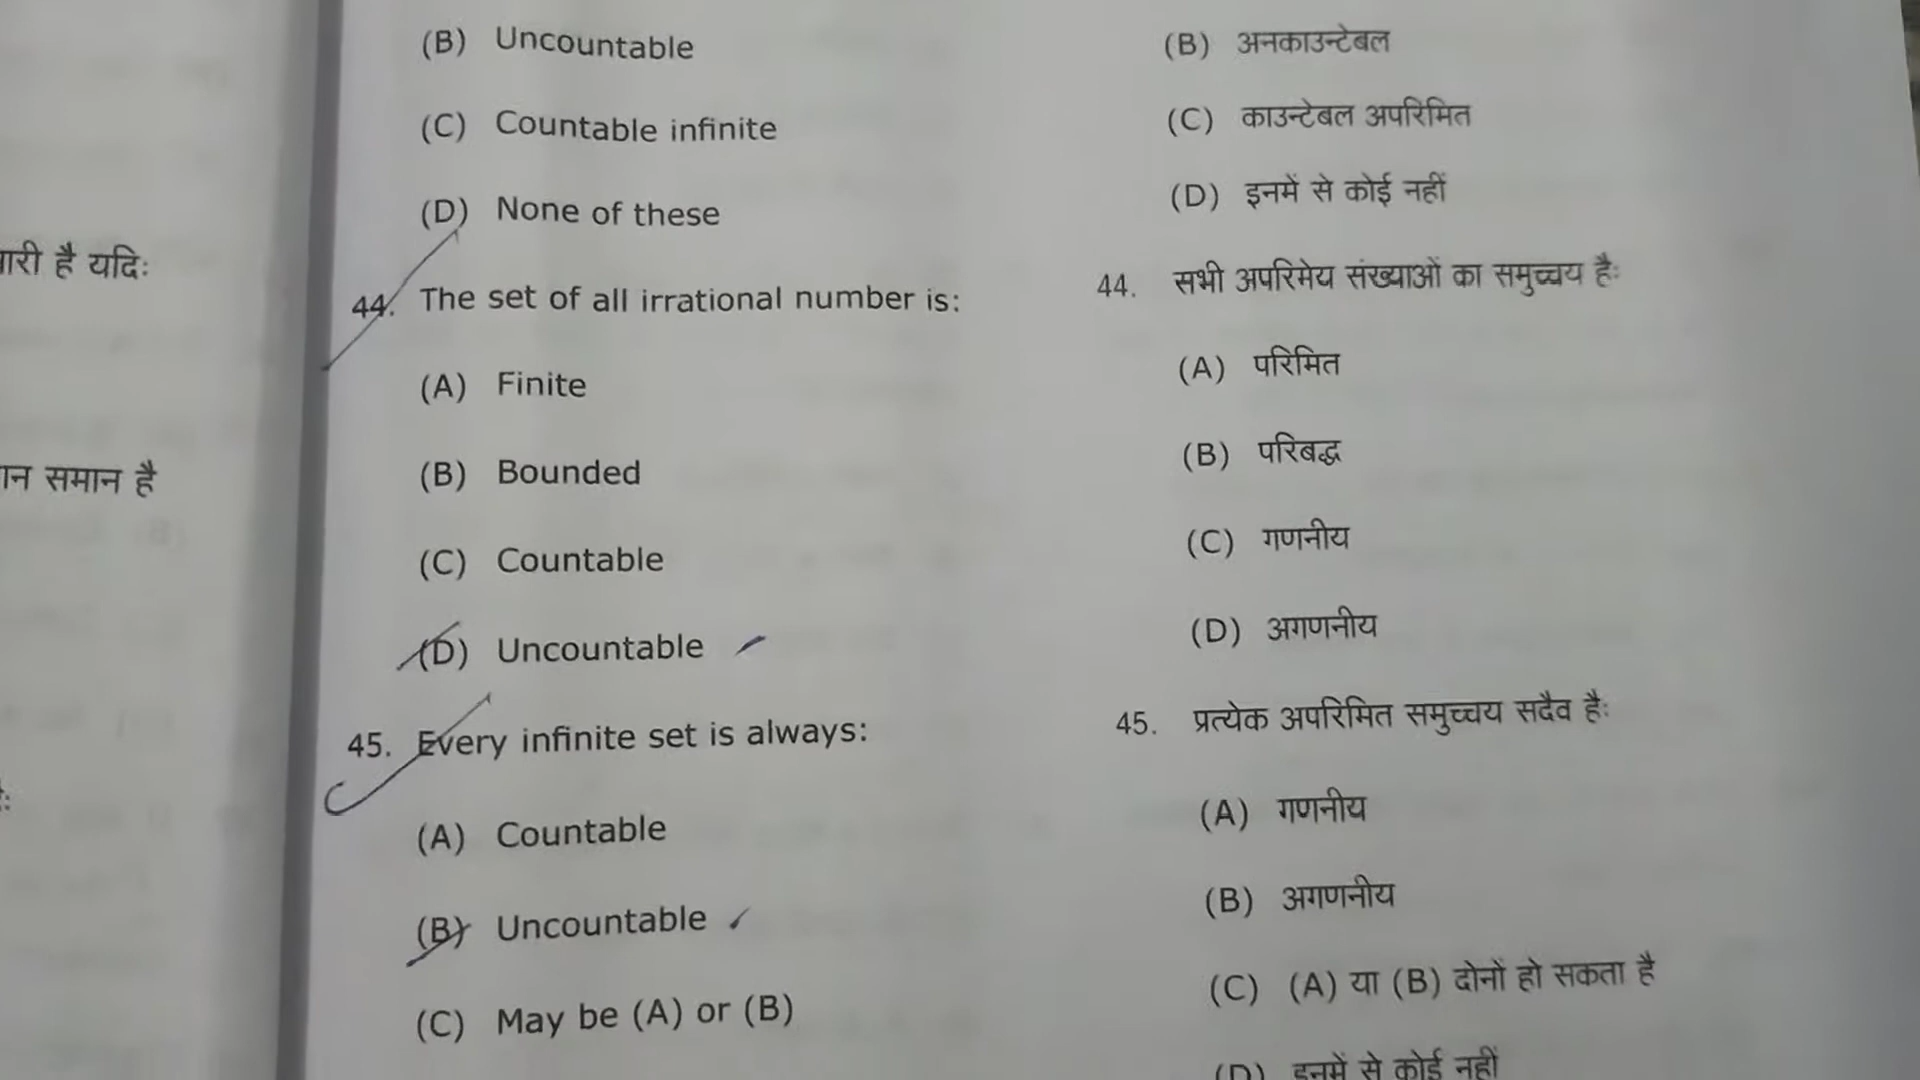 ारी है यदिः
ान समान है
(B) Uncountable
(C) Countable infinite
(D) None of these
44. The set of all irrational number is:
(A) Finite
(B) Bounded
(C) Countable
(D) Uncountable
45. Every infinite set is always:
(A) Countable
(B) Uncountable
(C) May be (A) or (B)
(B) अनकाउन्टेबल
(C) काउन्टेबल अपरिमित
(D) इनमें से कोई नहीं
44. सभी अपरिमेय संख्याओं का समुच्चय हैः
(A) परिमित
(B) परिबद्ध
(C) गणनीय
(D) अगणनीय
45. प्रत्येक अपरिमित समुच्चय सदैव हैः
(A) गणनीय
(B) अगणनीय
(C) (A) या (B) दोनों हो सकता है
(D) इनमें से कोई नहीं